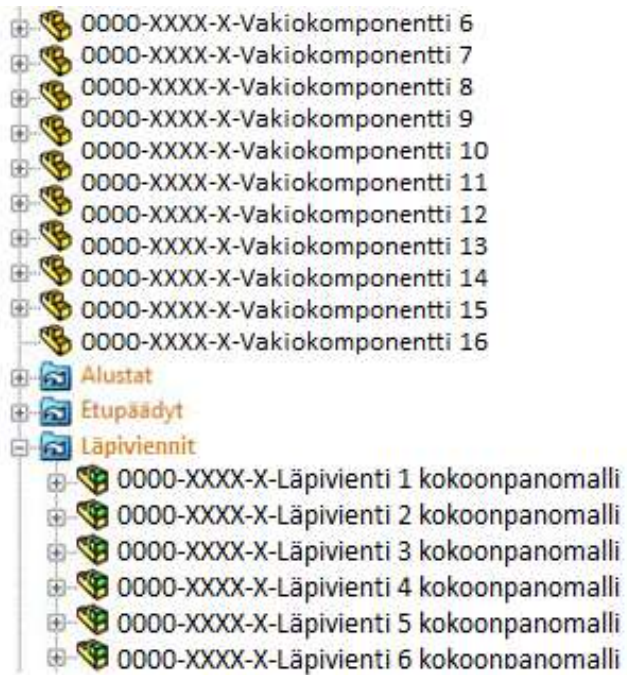 0000-XXXX-X-Vakiokomponentti 6
0000-XXXX-X-Vakiokomponentti 7
0000-XXXX-X-Vakiokomponentti 8
0000-XXXX-X-Vakiokomponentti 9
0000-XXXX-X-Vakiokomponentti 10
0000-XXXX-X-Vakiokomponentti 11
0000-XXXX-X-Vakiokomponentti 12
0000-XXXX-X-Vakiokomponentti 13
0000-XXXX-X-Vakiokomponentti 14
0000-XXXX-X-Vakiokomponentti 15
0000-XXXX-X-Vakiokomponentti 16
Alustat
Etupäädyt
Läpiviennit
0000-XXXX-X-Läpivienti 1 kokoonpanomalli
0000-XXXX-X-Läpivienti 2 kokoonpanomalli
0000-XXXX-X-Läpivienti 3 kokoonpanomalli
0000-XXXX-X-Läpivienti 4 kokoonpanomalli
0000-XXXX-X-Läpivienti 5 kokoonpanomalli
0000-XXXX-X-Läpivienti 6 kokoonpanomalli